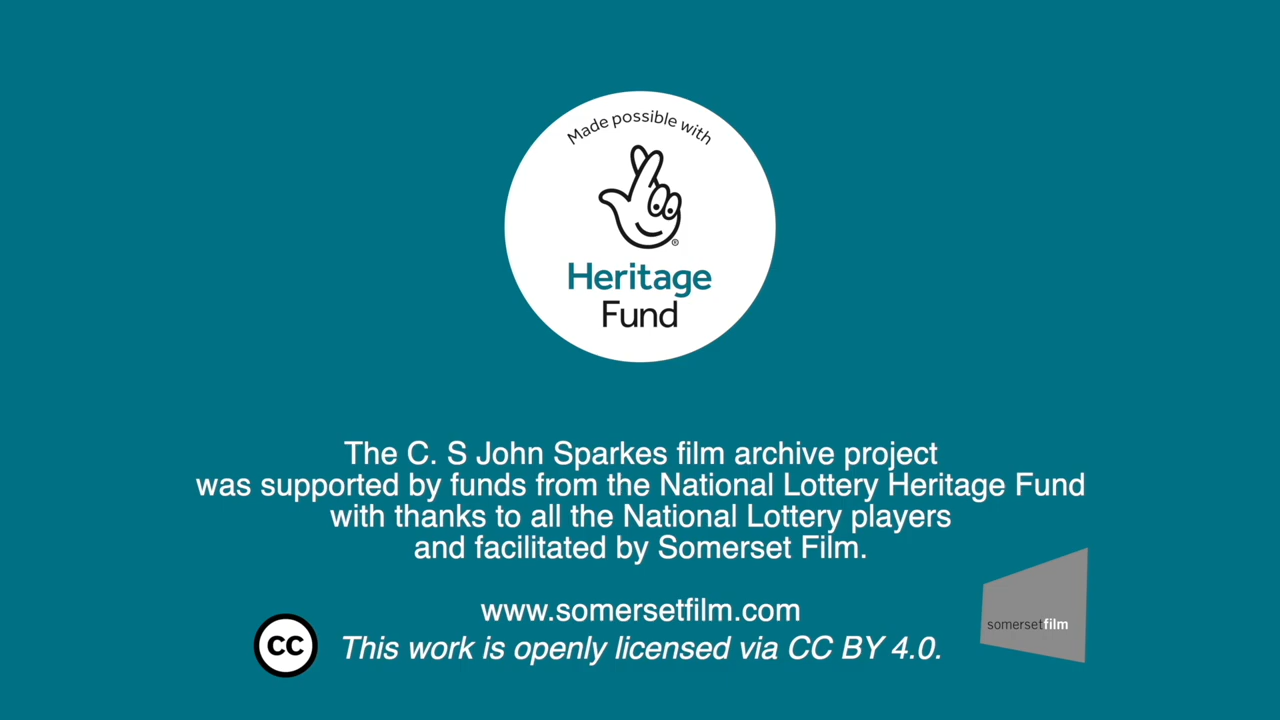 Made possible with
®
Heritage
Fund
The C. S John Sparkes film archive project
was supported by funds from the National Lottery Heritage Fund
with thanks to all the National Lottery players
and facilitated by Somerset Film.
somersetfilm
www.somersetfilm.com
cc
This work is openly licensed via CC BY 4.0.